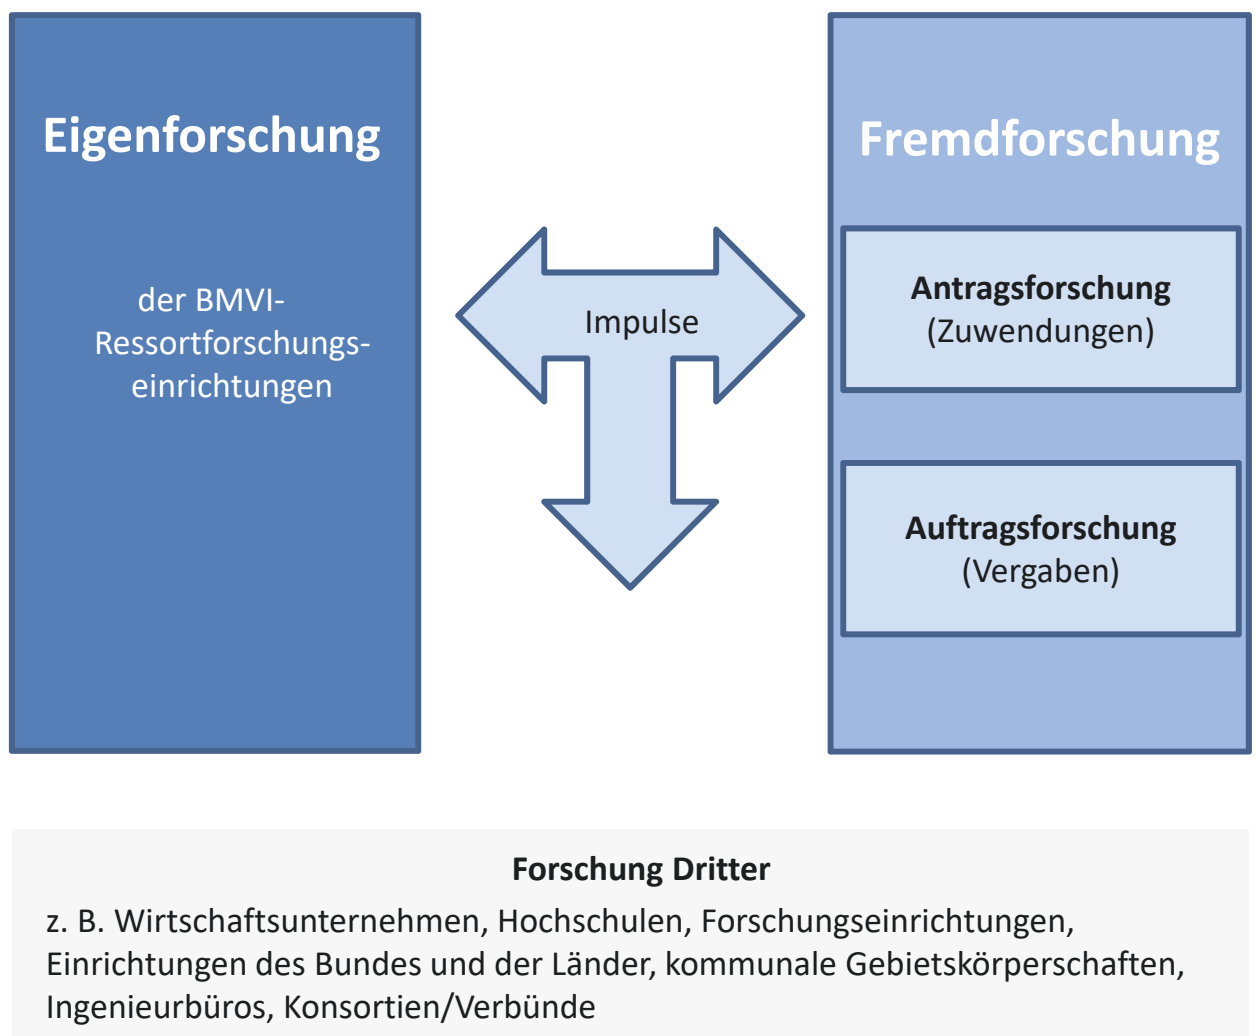 Eigenforschung
der BMVI-
Ressortforschungs-
einrichtungen
Impulse
Fremdforschung
Antragsforschung
(Zuwendungen)
Auftragsforschung
(Vergaben)
Forschung Dritter
z. B. Wirtschaftsunternehmen, Hochschulen, Forschungseinrichtungen,
Einrichtungen des Bundes und der Länder, kommunale Gebietskörperschaften,
Ingenieurbüros, Konsortien/Verbünde